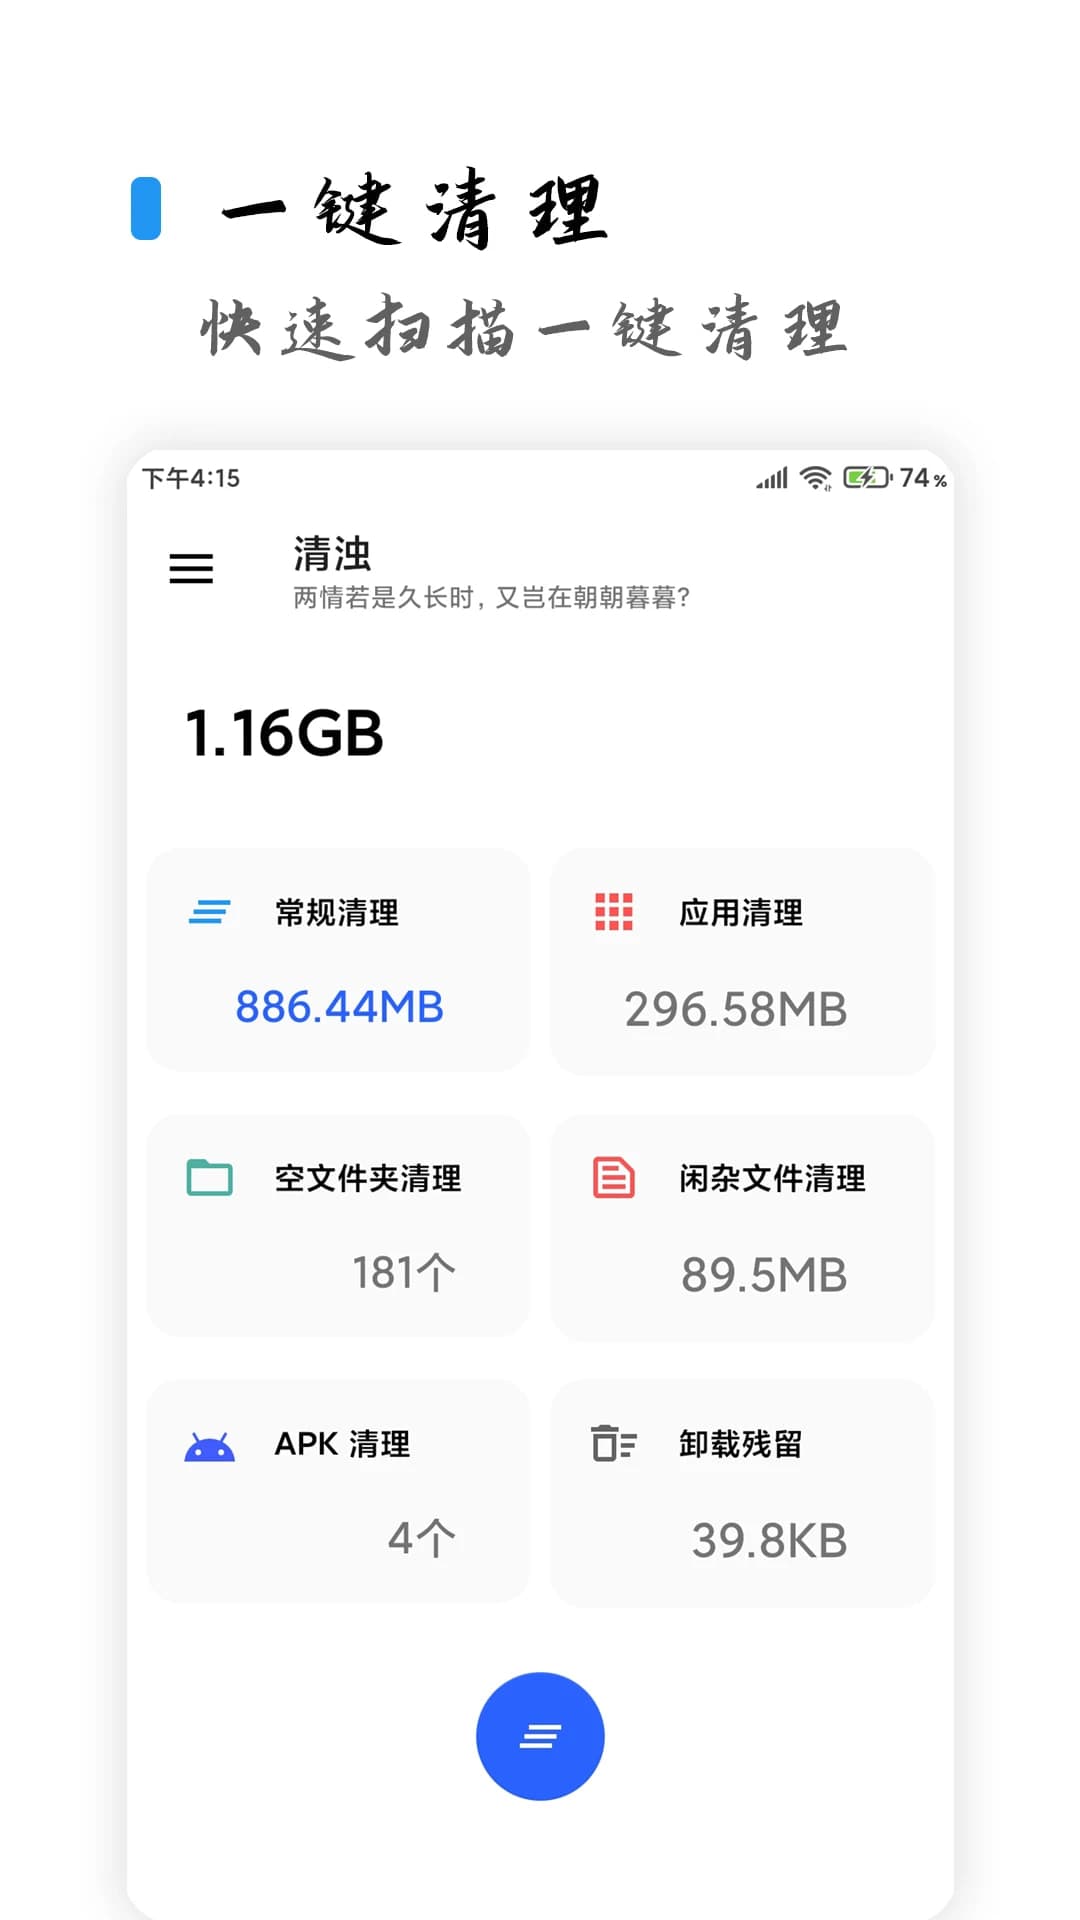 一键清理
快速扫描一键清理
下午4:15 74%
清浊
两情若是久长时，又岂在朝朝暮暮?
1.16GB
常规清理
886.44MB
应用清理
296.58MB
空文件夹清理
181个
闲杂文件清理
89.5MB
APK 清理
4个
卸载残留
39.8KB